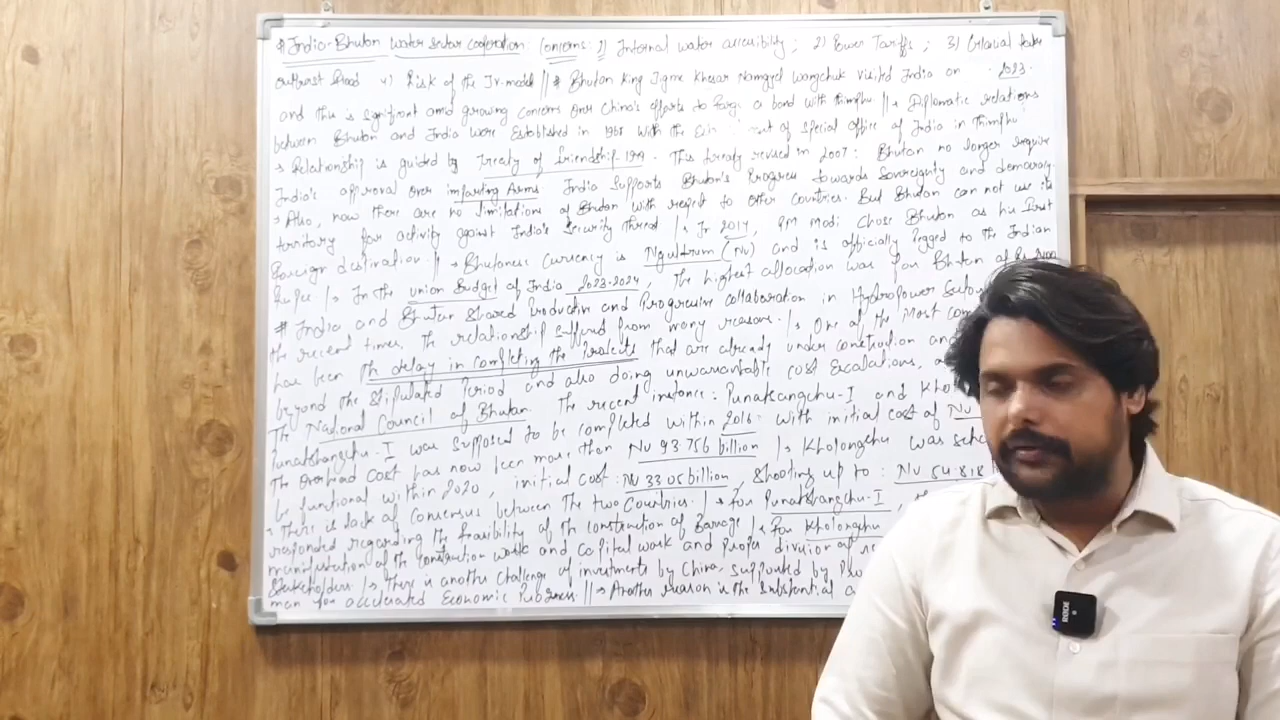 * India-Bhutan Water Sector Cooperation: Concerns: 1) Internal water accessibility; 2) Power Tariffs; 3) Glacial lake
outburst flood 4) Risk of the JV-model || * Bhutan King Jigme Khesar Namgyel Wangchuk visited India on 2023.
and this is significant amid growing concerns over China's efforts to forge a bond with Thimphu || → Diplomatic relations
between Bhutan and India were Established in 1968 with the of special office of India in Thimphu
→ Relationship is guided by Treaty of Friendship-1949. This treaty revised in 2007: Bhutan no longer require
India's approval over importing Arms. India supports Bhutan's Progress towards Sovereignty and democracy.
→ Also, now there are no limitations of Bhutan with respect to other countries. But Bhutan can not use its
territory for activity against India's Security threat | → In 2014, PM Modi chose Bhutan as his First
foreign destination. || → Bhutanese currency is Ngultrum (Nu) and is officially Pegged to the Indian
Rupee | → In the Union Budget of India 2023-2024, The highest allocation was for Bhutan of Rs
# India and Bhutan Shared Productive and Progressive collaboration in Hydropower
the recent times, The relationship suffered from many reasons. | → One of the Most
has been Th delay in completing the Projects that are already under construction
beyond the stipulated Period and also doing unwarrantable cost Escalations,
The National Council of Bhutan. The recent instance: Punatsangchu-I and
Punatshangchu-I was supposed to be completed within 2016 with initial cost of Nu
The Overhead Cost has now been more than Nu 93.756 billion | → Kholongchu was
be functional within 2020, initial cost: Nu 33.05 billion, Shooting up to: Nu 54.818
→ There is lack of consensus between the two Countries. | → For Punatshangchu-I,
responded regarding the feasibility of th construction of Barrage | → For Kholongchu
manifestation of the construction work and capital work and proper division of
Stakeholders. | → There is another challenge of investments by China, supported by
man for accelerated Economic Progress. || → Another reason is the Substantial
RODE